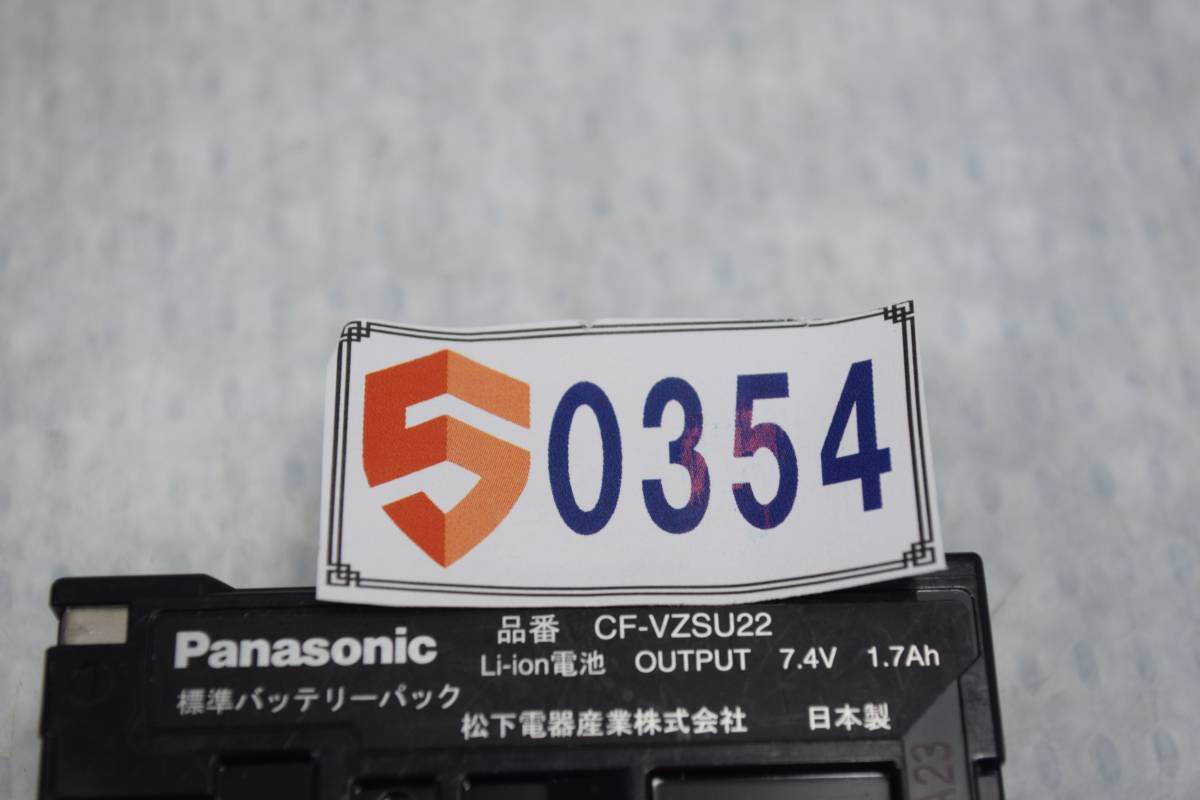 0354
Panasonic
標準バッテリーパック
品番 CF-VZSU22
Li-ion電池 OUTPUT 7.4V 1.7Ah
松下電器産業株式会社 日本製
A23